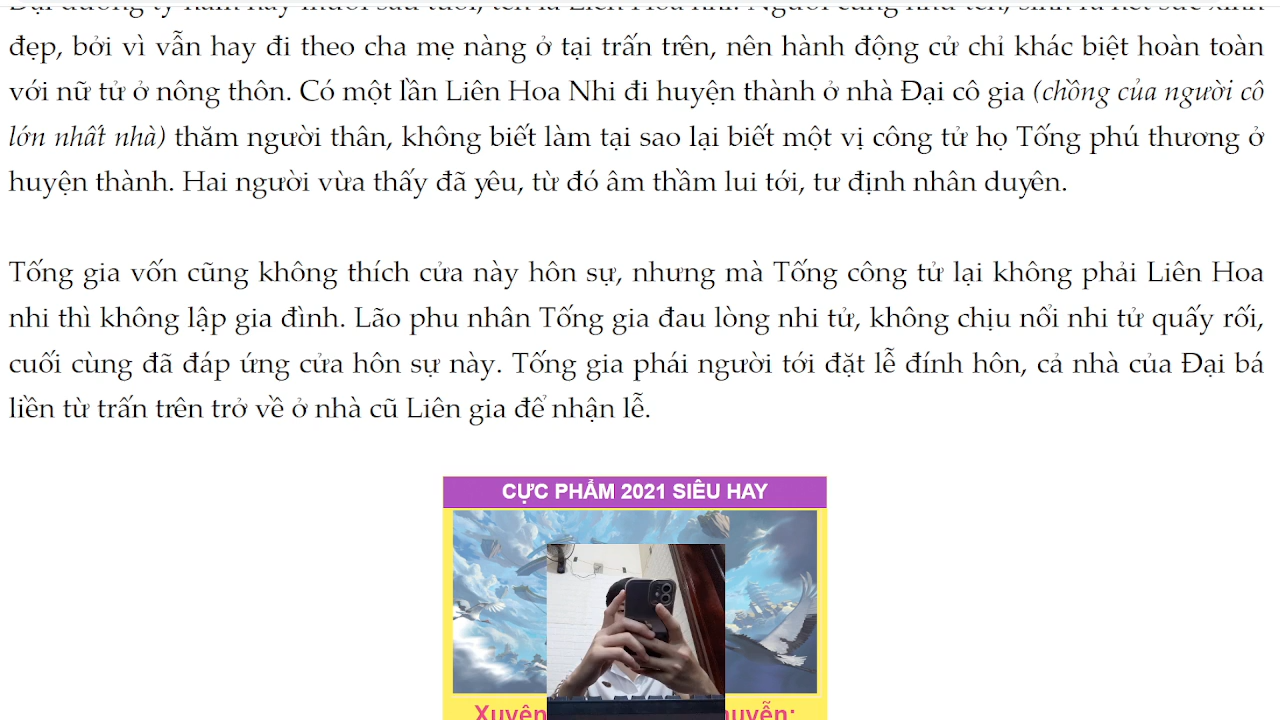 đẹp, bởi vì vẫn hay đi theo cha mẹ nàng ở tại trấn trên, nên hành động cử chỉ khác biệt hoàn toàn
với nữ tử ở nông thôn. Có một lần Liên Hoa Nhi đi huyện thành ở nhà Đại cô gia (chồng của người cô
lớn nhất nhà) thăm người thân, không biết làm tại sao lại biết một vị công tử họ Tống phú thương ở
huyện thành. Hai người vừa thấy đã yêu, từ đó âm thầm lui tới, tư định nhân duyên.
Tống gia vốn cũng không thích cửa này hôn sự, nhưng mà Tống công tử lại không phải Liên Hoa
nhi thì không lập gia đình. Lão phu nhân Tống gia đau lòng nhi tử, không chịu nổi nhi tử quấy rối,
cuối cùng đã đáp ứng cửa hôn sự này. Tống gia phái người tới đặt lễ đính hôn, cả nhà của Đại bá
liền từ trấn trên trở về ở nhà cũ Liên gia để nhận lễ.
CỰC PHẨM 2021 SIÊU HAY
Xuyên